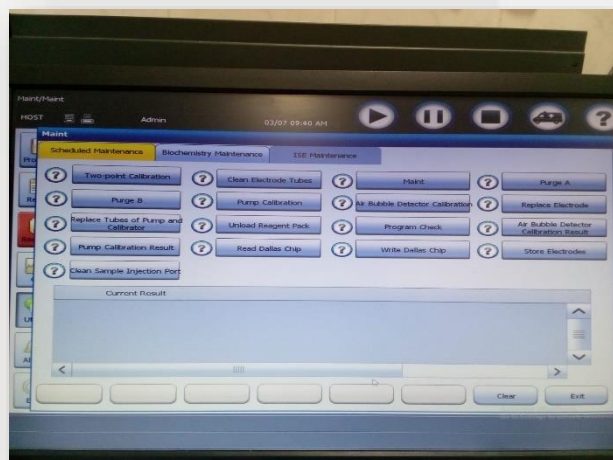 Maint/Maint
HOST Admin 03/07 09:40 AM
Maint
Scheduled Maintenance Biochemistry Maintenance ISE Maintenance
Two-point Calibration Clean Electrode Tubes Maint Purge A
Purge B Pump Calibration Air Bubble Detector Calibration Replace Electrode
Replace Tubes of Pump and Calibrator Unload Reagent Pack Program Check Air Bubble Detector Calibration Result
Pump Calibration Result Read Dallas Chip Write Dallas Chip Store Electrodes
Clean Sample Injection Port
Current Result
Clear Exit